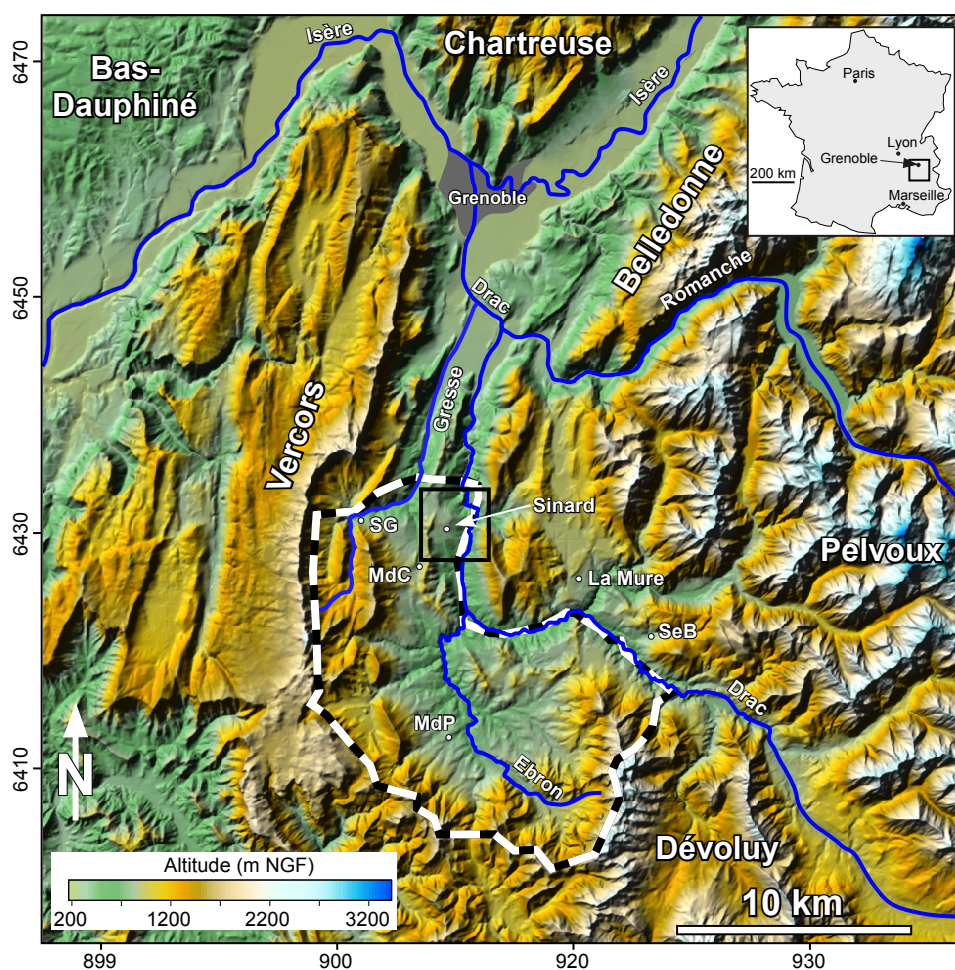 Isère
Chartreuse
Bas-
Dauphiné
Isère
Paris
Lyon
Grenoble
200 km
Marseille
Grenoble
Belledonne
Romanche
Drac
Gresse
Vercors
SG
Sinard
MdC
La Mure
Pelvoux
SeB
MdP
Drac
Ebron
N
Dévoluy
Altitude (m NGF)
200 1200 2200 3200
10 km
6470
6450
6430
6410
899 900 920 930